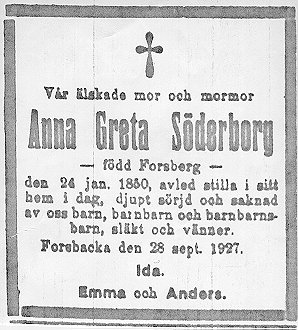 Vår älskade mor och mormor
Anna Greta Söderborg
— född Forsberg —
den 24 jan. 1850, avled stilla i sitt
hem i dag, djupt sörjd och saknad
av oss barn, barnbarn och barnbarns-
barn, släkt och vänner.
Forsbacka den 28 sept. 1927.
Ida.
Emma och Anders.